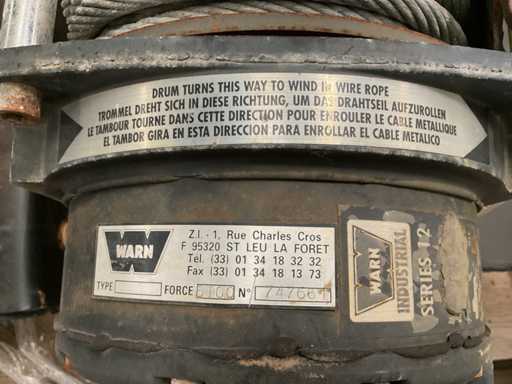 DRUM TURNS THIS WAY TO WIND IN WIRE ROPE
TROMMEL DREHT SICH IN DIESE RICHTUNG, UM DAS DRAHTSEIL AUFZUROLLEN
LE TAMBOUR TOURNE DANS CETTE DIRECTION POUR ENROULER LE CABLE METALLIQUE
EL TAMBOR GIRA EN ESTA DIRECCION PARA ENROLLAR EL CABLE METALICO
WARN
Z.I. - 1, Rue Charles Cros
F 95320 ST LEU LA FORET
Tél. (33) 01 34 18 32 32
Fax (33) 01 34 18 13 73
TYPE FORCE N°
WARN
INDUSTRIAL
SERIES 12